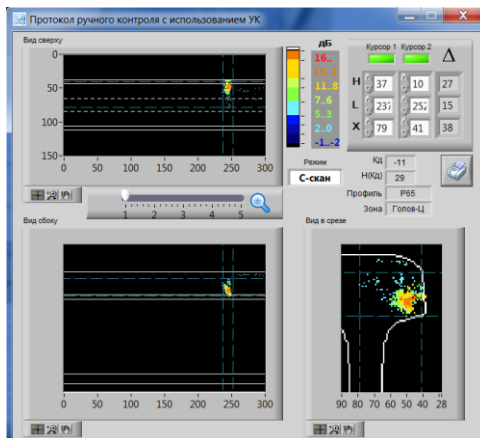 Протокол ручного контроля с использованием УК
Вид сверху
0
50
100
150
0 50 100 150 200 250 300
1 2 3 4 5
дБ
16..
11...8
7...6
5...3
2...0
-1...-2
Курсор 1 Курсор 2 Δ
H 37 10 27
L 237 252 15
X 79 41 38
Режим
С-скан
Кд -11
Н(Кд) 29
Профиль Р65
Зона Голов-Ц
Вид сбоку
0 50 100 150 200 250 300
Вид в срезе
90 80 70 60 50 40 28